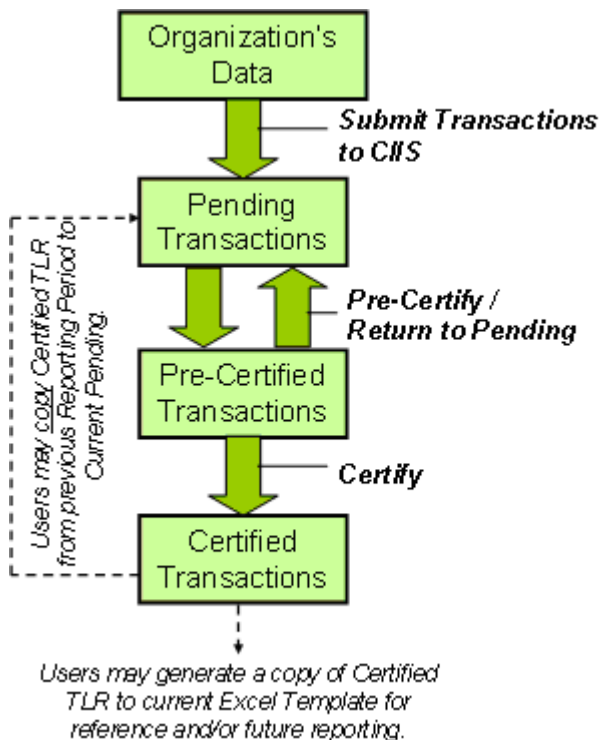 Organization's
Data
Submit Transactions
to CIIS
Pending
Transactions
Users may copy Certified TLR
from previous Reporting Period to
Current Pending.
Pre-Certify /
Return to Pending
Pre-Certified
Transactions
Certify
Certified
Transactions
Users may generate a copy of Certified
TLR to current Excel Template for
reference and/or future reporting.